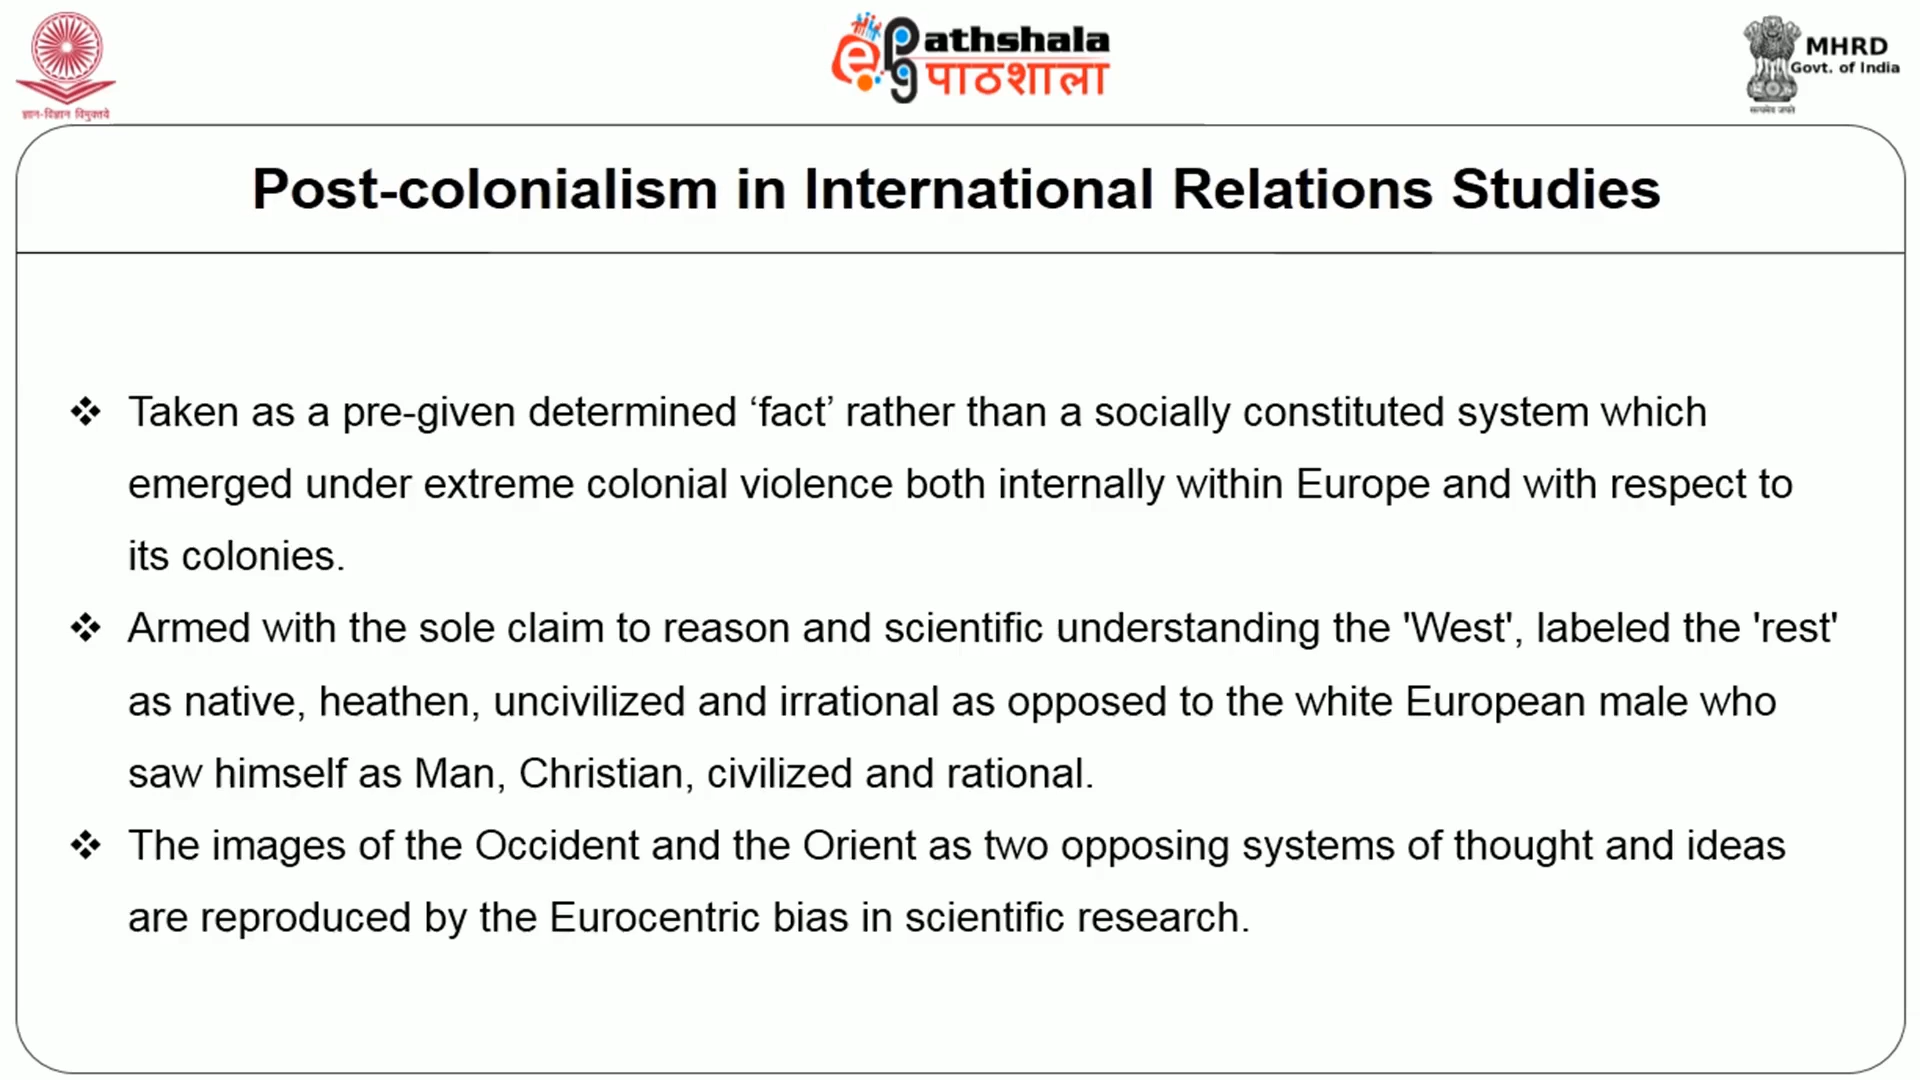 ज्ञान-विज्ञान विमुक्तये
e
pg
athshala
पाठशाला
MHRD
Govt. of India
सत्यमेव जयते
Post-colonialism in International Relations Studies
❖ Taken as a pre-given determined ‘fact’ rather than a socially constituted system which
emerged under extreme colonial violence both internally within Europe and with respect to
its colonies.
❖ Armed with the sole claim to reason and scientific understanding the 'West', labeled the 'rest'
as native, heathen, uncivilized and irrational as opposed to the white European male who
saw himself as Man, Christian, civilized and rational.
❖ The images of the Occident and the Orient as two opposing systems of thought and ideas
are reproduced by the Eurocentric bias in scientific research.